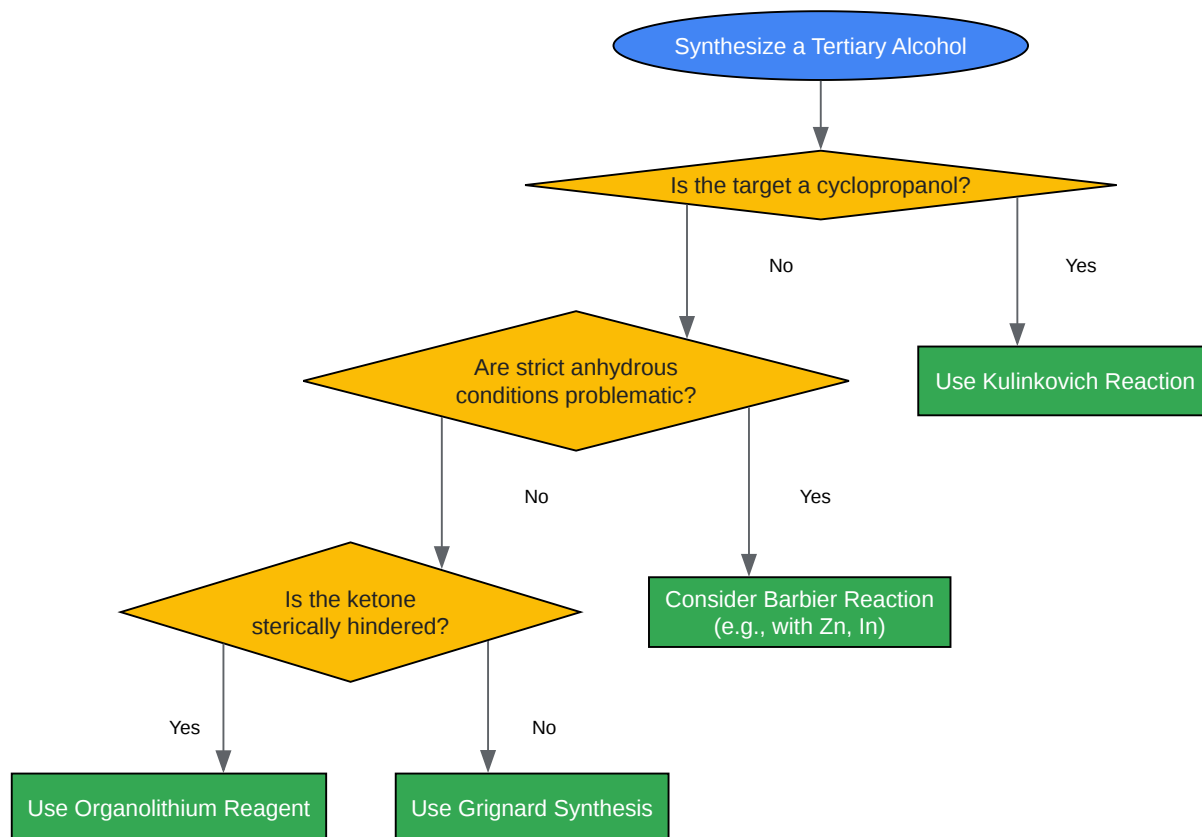 Synthesize a Tertiary Alcohol
Is the target a cyclopropanol?
No
Yes
Are strict anhydrous
conditions problematic?
Use Kulinkovich Reaction
No
Yes
Is the ketone
sterically hindered?
Consider Barbier Reaction
(e.g., with Zn, In)
Yes
No
Use Organolithium Reagent
Use Grignard Synthesis